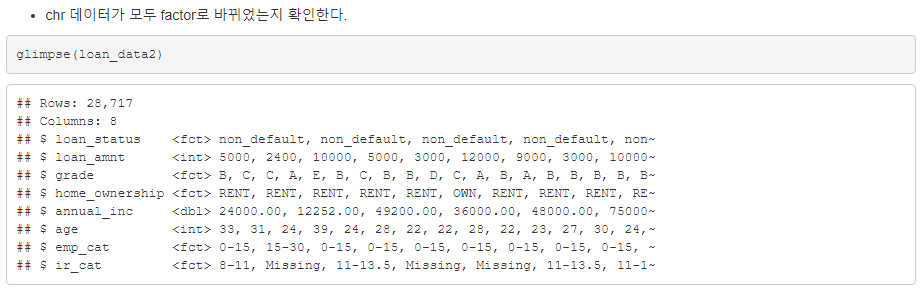 • chr 데이터가 모두 factor로 바뀌었는지 확인한다.
glimpse(loan_data2)
## Rows: 28,717
## Columns: 8
## $ loan_status    <fct> non_default, non_default, non_default, non_default, non~
## $ loan_amnt      <int> 5000, 2400, 10000, 5000, 3000, 12000, 9000, 3000, 10000~
## $ grade          <fct> B, C, C, A, E, B, C, B, B, D, C, A, B, A, B, B, B, B, B~
## $ home_ownership <fct> RENT, RENT, RENT, RENT, RENT, OWN, RENT, RENT, RENT, RE~
## $ annual_inc     <dbl> 24000.00, 12252.00, 49200.00, 36000.00, 48000.00, 75000~
## $ age            <int> 33, 31, 24, 39, 24, 28, 22, 22, 28, 22, 23, 27, 30, 24,~
## $ emp_cat        <fct> 0-15, 15-30, 0-15, 0-15, 0-15, 0-15, 0-15, 0-15, 0-15, ~
## $ ir_cat         <fct> 8-11, Missing, 11-13.5, Missing, Missing, 11-13.5, 11-1~